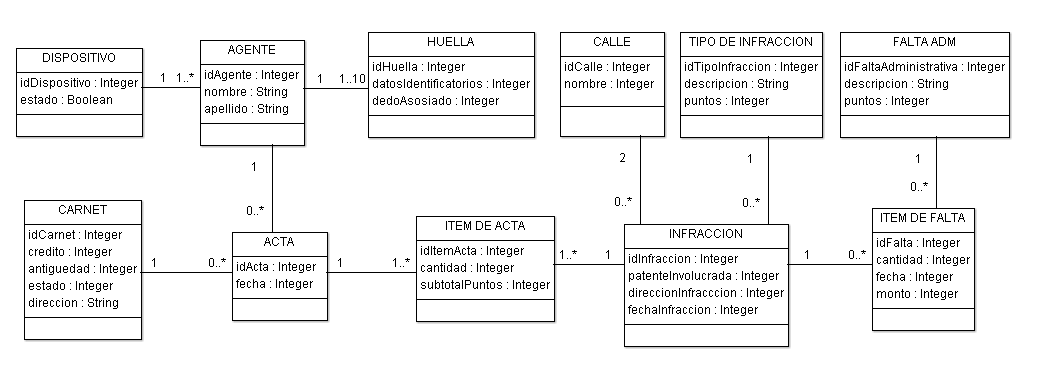 DISPOSITIVO
idDispositivo : Integer
estado : Boolean
1
1..*
AGENTE
idAgente : Integer
nombre : String
apellido : String
1
1..10
HUELLA
idHuella : Integer
datosIdentificatorios : Integer
dedoAsosiado : Integer
CALLE
idCalle : Integer
nombre : Integer
TIPO DE INFRACCION
idTipoInfraccion : Integer
descripcion : String
puntos : Integer
FALTA ADM
idFaltaAdministrativa : Integer
descripcion : String
puntos : Integer
1
0..*
2
0..*
1
0..*
1
0..*
CARNET
idCarnet : Integer
credito : Integer
antiguedad : Integer
estado : Integer
direccion : String
1
0..*
ACTA
idActa : Integer
fecha : Integer
1
1..*
ITEM DE ACTA
idItemActa : Integer
cantidad : Integer
subtotalPuntos : Integer
1..*
1
INFRACCION
idInfraccion : Integer
patenteInvolucrada : Integer
direccionInfracccion : Integer
fechaInfraccion : Integer
1
0..*
ITEM DE FALTA
idFalta : Integer
cantidad : Integer
fecha : Integer
monto : Integer